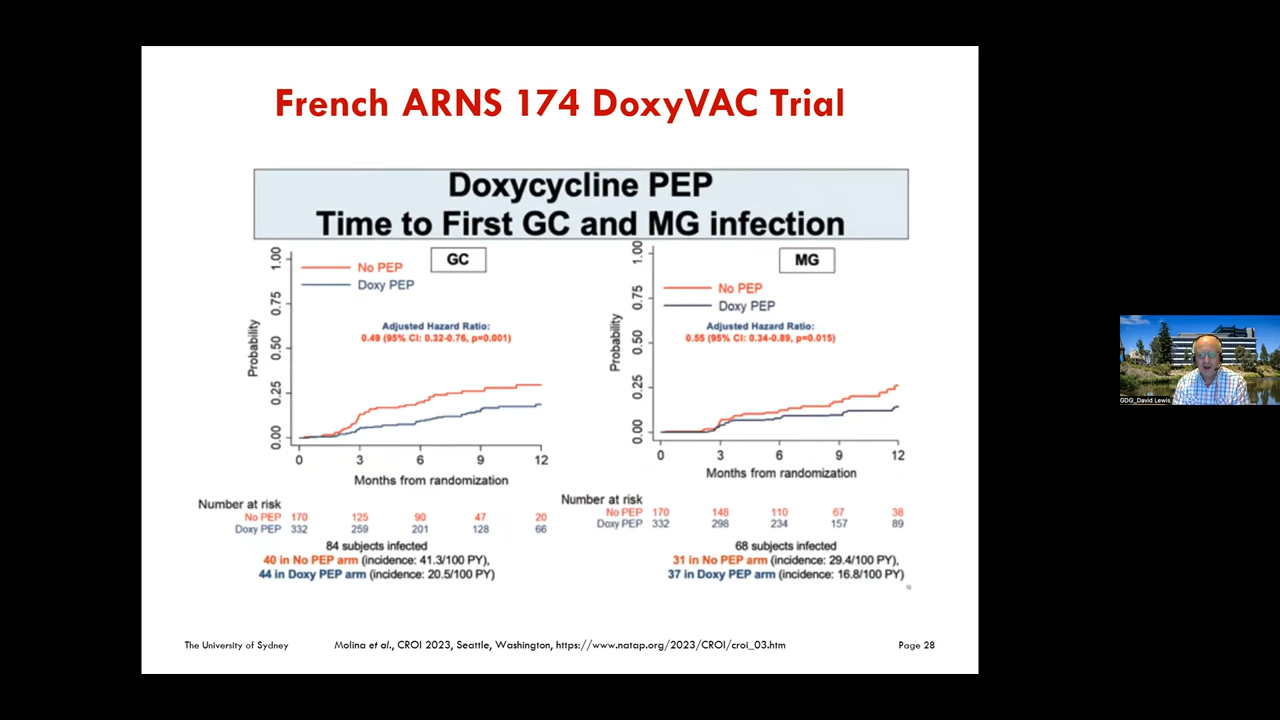 French ARNS 174 DoxyVAC Trial
Doxycycline PEP
Time to First GC and MG infection
GC
No PEP
Doxy PEP
Adjusted Hazard Ratio:
0.49 (95% CI: 0.32-0.76, p=0.001)
Probability
1.00
0.75
0.50
0.25
0.00
0 3 6 9 12
Months from randomization
Number at risk
No PEP 170 125 90 47 20
Doxy PEP 332 259 201 128 66
84 subjects infected
40 in No PEP arm (incidence: 41.3/100 PY),
44 in Doxy PEP arm (incidence: 20.5/100 PY)
MG
No PEP
Doxy PEP
Adjusted Hazard Ratio:
0.55 (95% CI: 0.34-0.89, p=0.015)
Probability
1.00
0.75
0.50
0.25
0.00
0 3 6 9 12
Months from randomization
Number at risk
No PEP 170 148 110 67 38
Doxy PEP 332 298 234 157 89
68 subjects infected
31 in No PEP arm (incidence: 29.4/100 PY),
37 in Doxy PEP arm (incidence: 16.8/100 PY)
The University of Sydney
Molina et al., CROI 2023, Seattle, Washington, https://www.natap.org/2023/CROI/croi_03.htm
Page 28
GDG_David Lewis